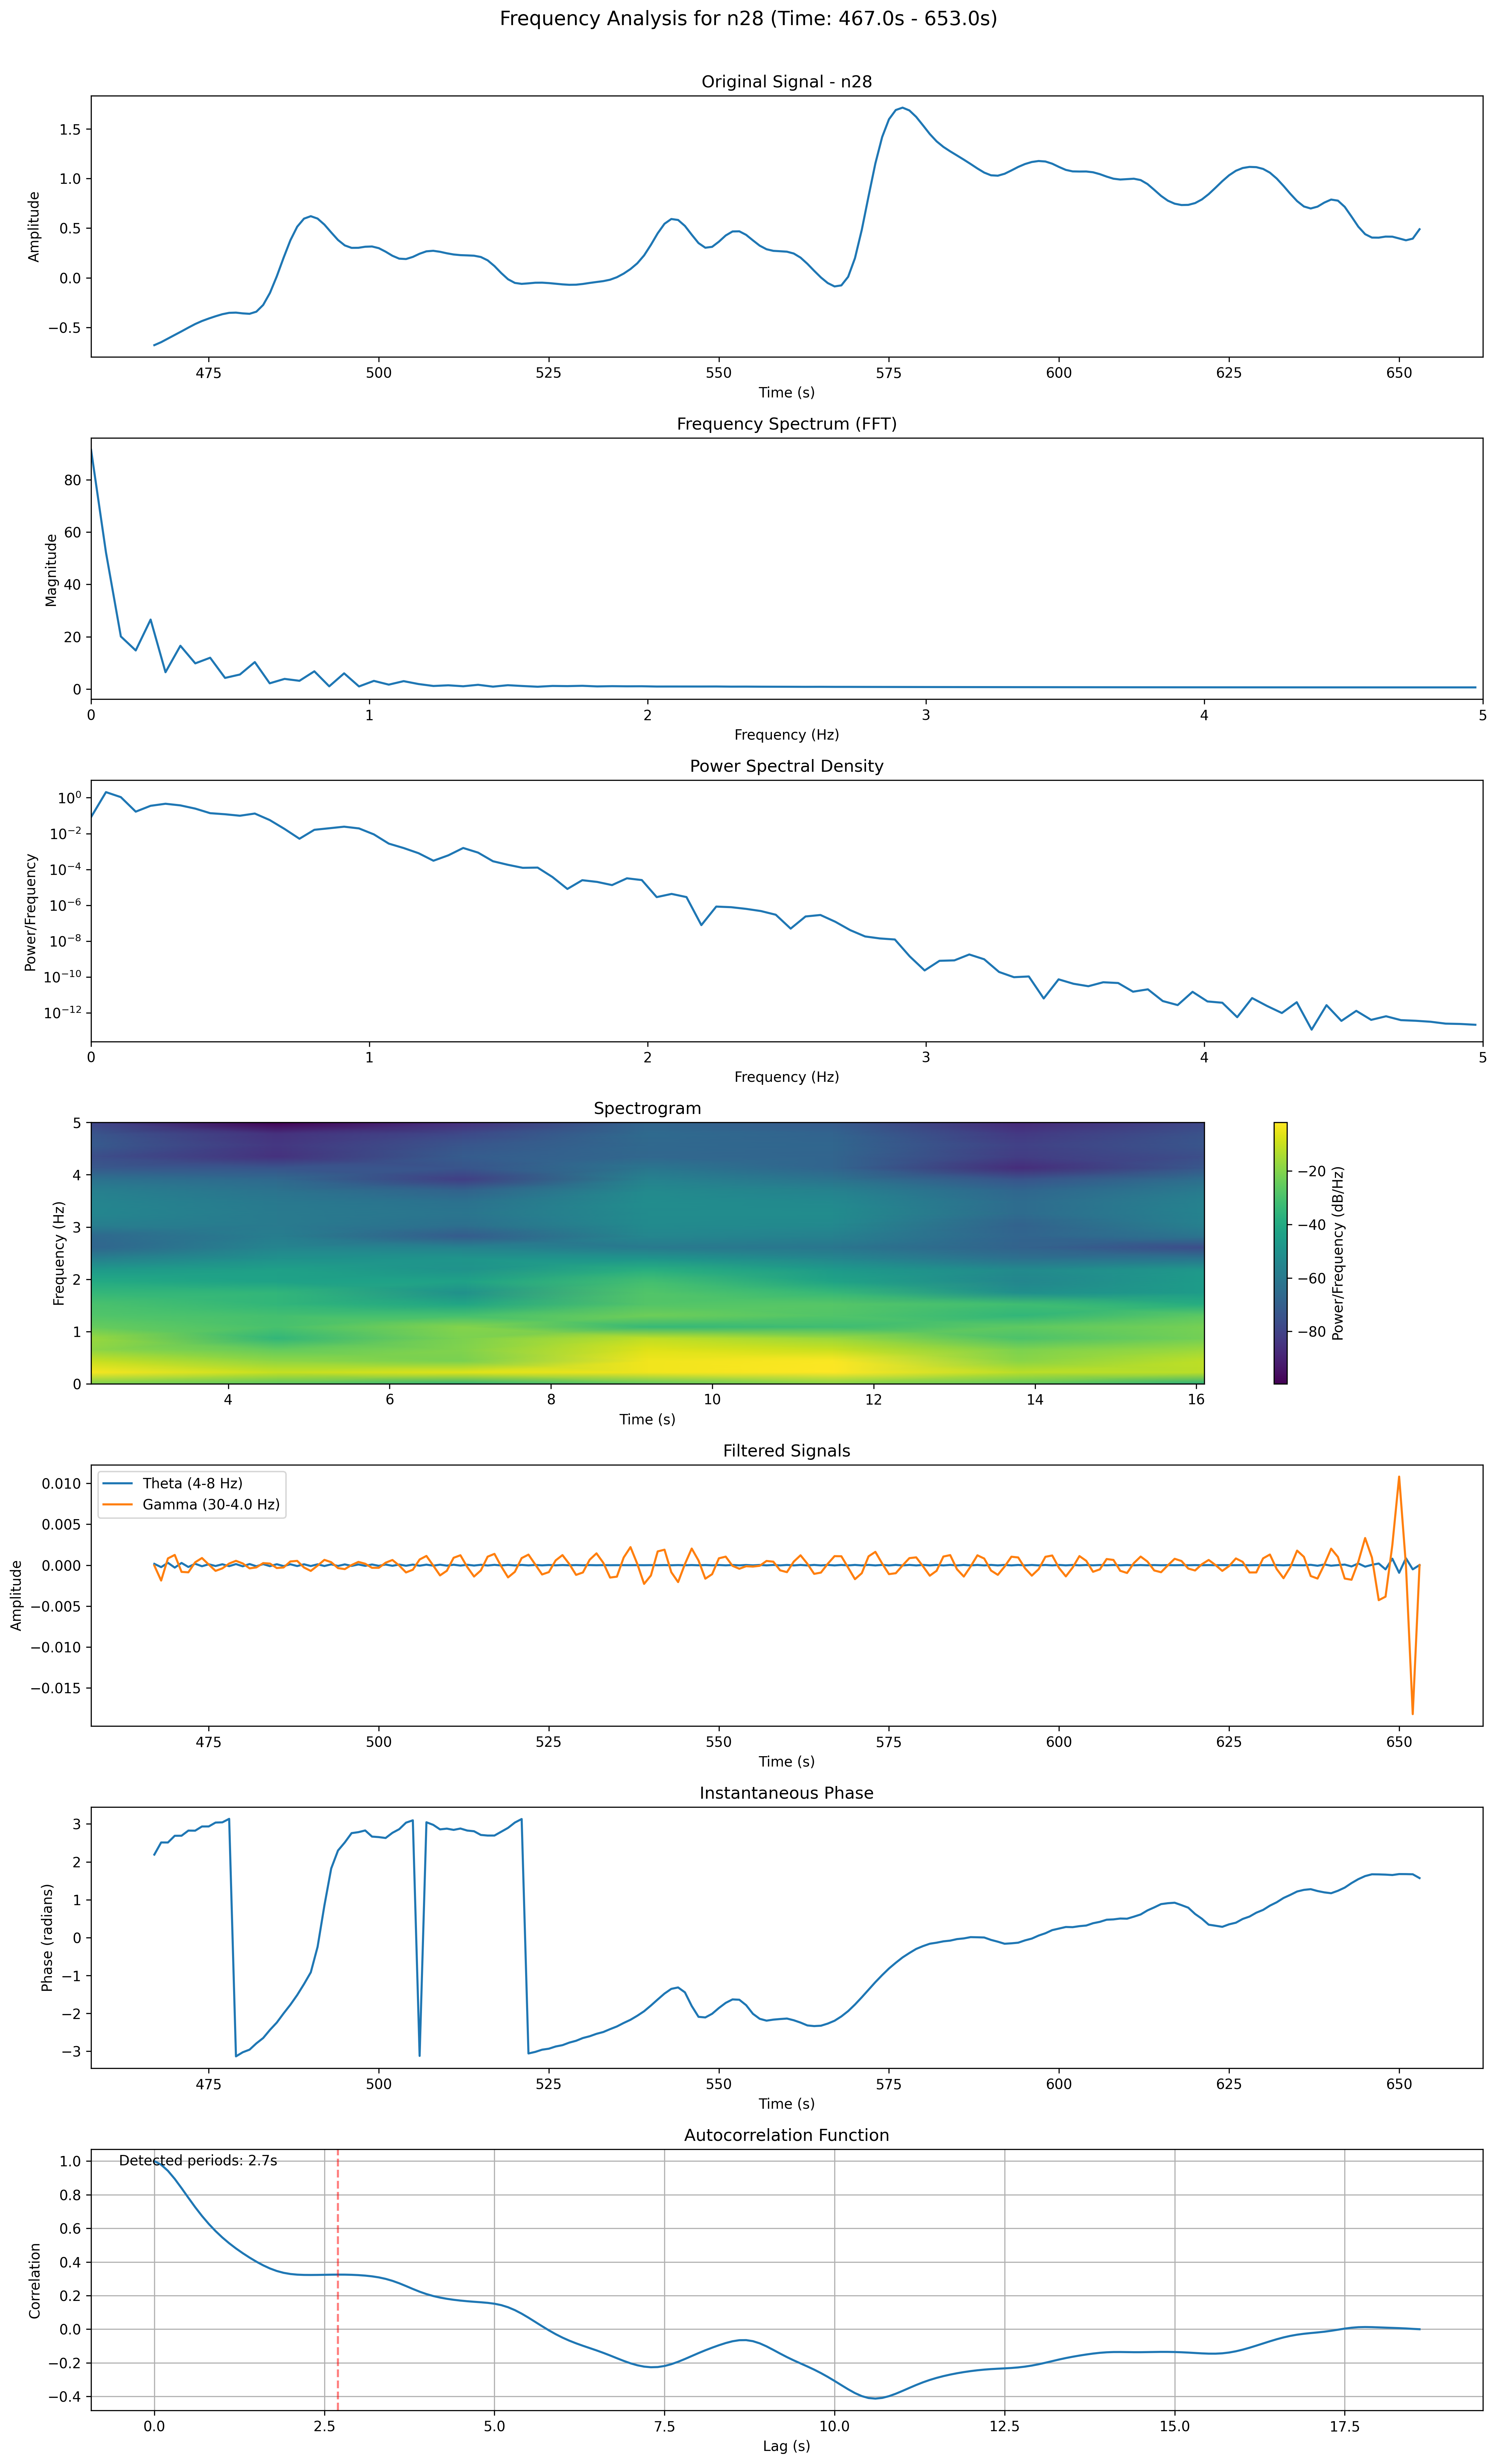 Frequency Analysis for n28 (Time: 467.0s - 653.0s)
Original Signal - n28
Amplitude
1.5
1.0
0.5
0.0
−0.5
475 500 525 550 575 600 625 650
Time (s)
Frequency Spectrum (FFT)
Magnitude
80
60
40
20
0
0 1 2 3 4 5
Frequency (Hz)
Power Spectral Density
Power/Frequency
10⁰
10⁻²
10⁻⁴
10⁻⁶
10⁻⁸
10⁻¹⁰
10⁻¹²
0 1 2 3 4 5
Frequency (Hz)
Spectrogram
Frequency (Hz)
5
4
3
2
1
0
4 6 8 10 12 14 16
Time (s)
−20
−40
−60
−80
Power/Frequency (dB/Hz)
Filtered Signals
Theta (4-8 Hz)
Gamma (30-4.0 Hz)
Amplitude
0.010
0.005
0.000
−0.005
−0.010
−0.015
475 500 525 550 575 600 625 650
Time (s)
Instantaneous Phase
Phase (radians)
3
2
1
0
−1
−2
−3
475 500 525 550 575 600 625 650
Time (s)
Autocorrelation Function
Detected periods: 2.7s
Correlation
1.0
0.8
0.6
0.4
0.2
0.0
−0.2
−0.4
0.0 2.5 5.0 7.5 10.0 12.5 15.0 17.5
Lag (s)